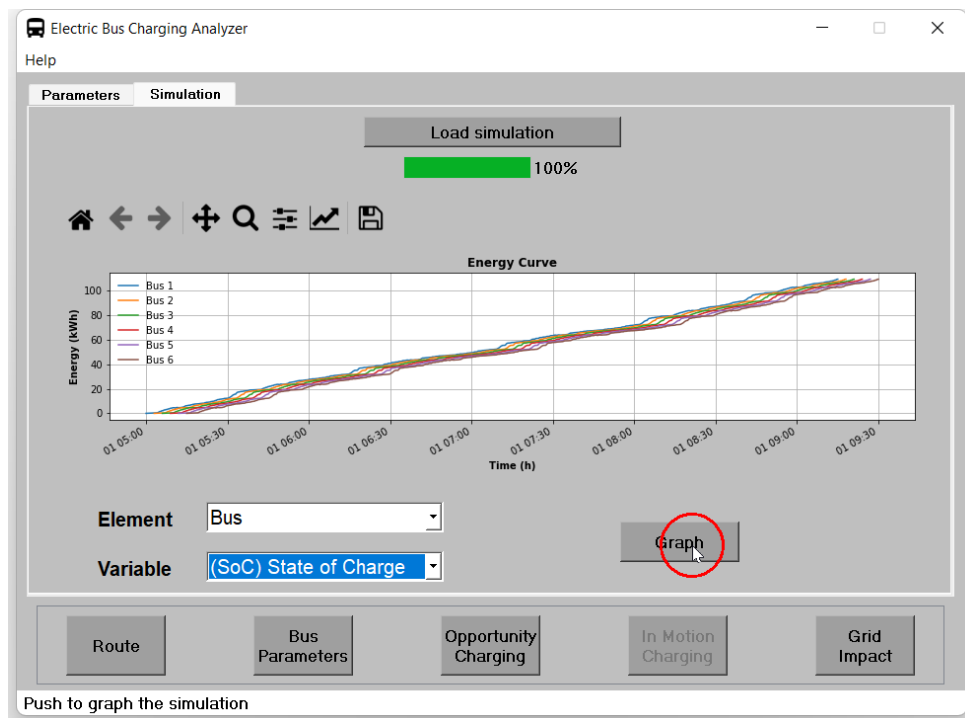 Electric Bus Charging Analyzer
Help
Parameters Simulation
Load simulation
100%
Energy Curve
Energy (kWh)
100
80
60
40
20
0
Bus 1
Bus 2
Bus 3
Bus 4
Bus 5
Bus 6
01 05:00 01 05:30 01 06:00 01 06:30 01 07:00 01 07:30 01 08:00 01 08:30 01 09:00 01 09:30
Time (h)
Element Bus
Graph
Variable (SoC) State of Charge
Route
Bus
Parameters
Opportunity
Charging
In Motion
Charging
Grid
Impact
Push to graph the simulation